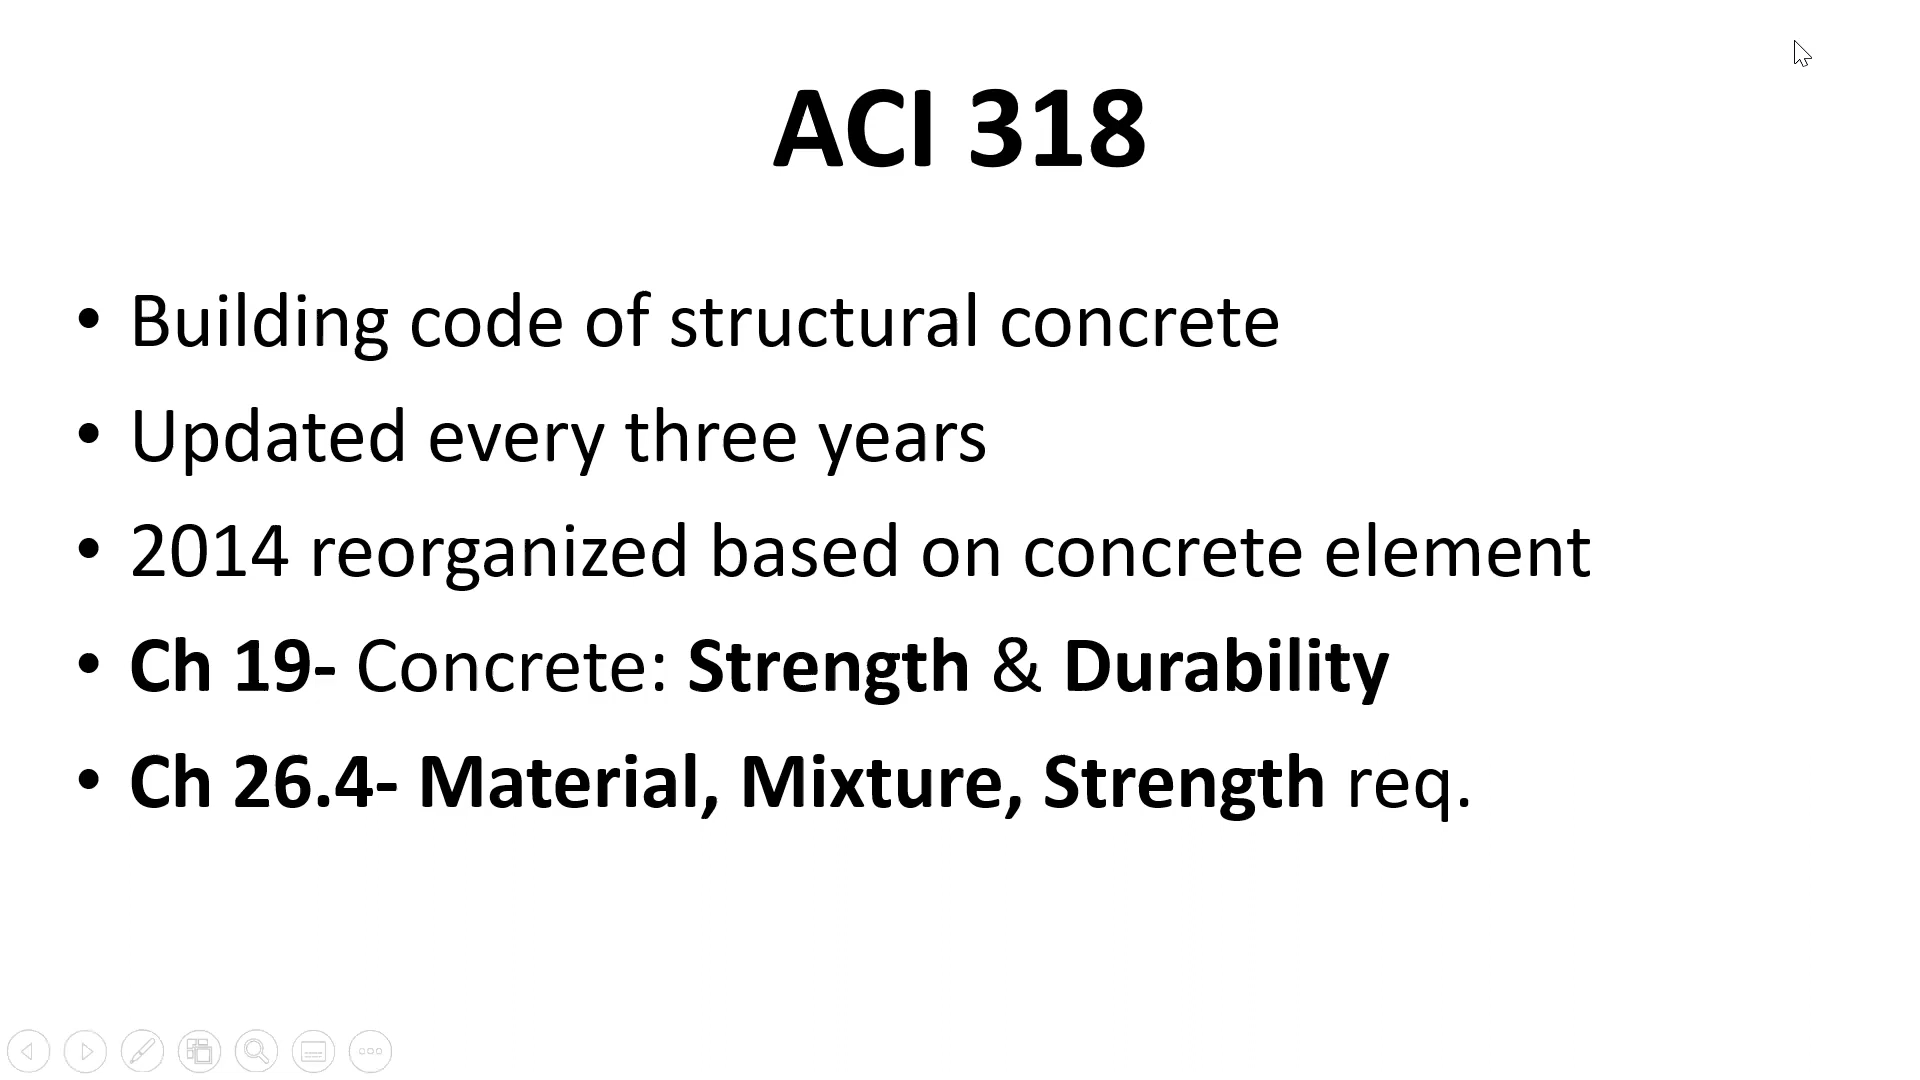 ACI 318
• Building code of structural concrete
• Updated every three years
• 2014 reorganized based on concrete element
• Ch 19- Concrete: Strength & Durability
• Ch 26.4- Material, Mixture, Strength req.